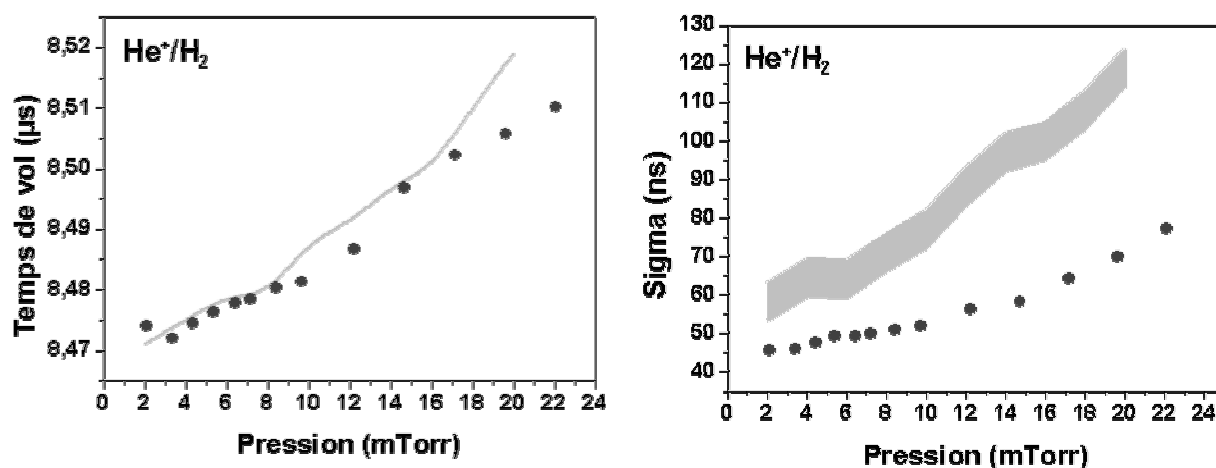 He⁺/H₂
Temps de vol (µs)
8,52
8,51
8,50
8,49
8,48
8,47
0 2 4 6 8 10 12 14 16 18 20 22 24
Pression (mTorr)
He⁺/H₂
Sigma (ns)
130
120
110
100
90
80
70
60
50
40
0 2 4 6 8 10 12 14 16 18 20 22 24
Pression (mTorr)